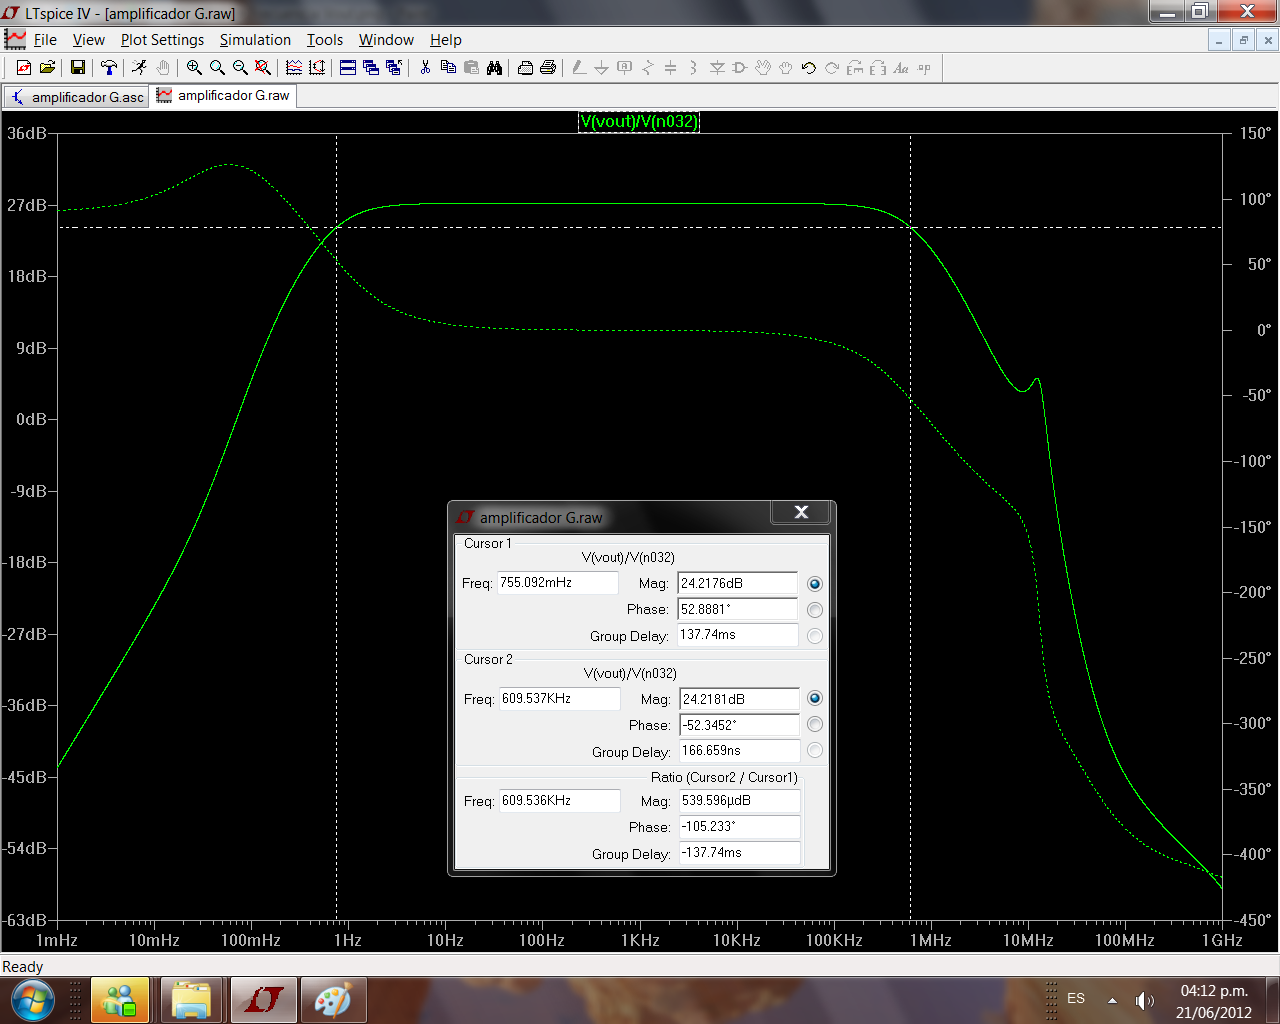 LTspice IV - [amplificador G.raw]
File View Plot Settings Simulation Tools Window Help
amplificador G.asc amplificador G.raw
V(vout)/V(n032)
36dB 150°
27dB 100°
18dB 50°
9dB 0°
0dB -50°
-9dB -100°
-18dB -150°
-27dB -200°
-36dB -250°
-45dB -300°
-54dB -350°
-63dB -400°
-450°
1mHz 10mHz 100mHz 1Hz 10Hz 100Hz 1KHz 10KHz 100KHz 1MHz 10MHz 100MHz 1GHz
amplificador G.raw
Cursor 1
V(vout)/V(n032)
Freq: 755.092mHz Mag: 24.2176dB
Phase: 52.8881°
Group Delay: 137.74ms
Cursor 2
V(vout)/V(n032)
Freq: 609.537KHz Mag: 24.2181dB
Phase: -52.3452°
Group Delay: 166.659ns
Ratio (Cursor2 / Cursor1)
Freq: 609.536KHz Mag: 539.596µdB
Phase: -105.233°
Group Delay: -137.74ms
Ready
ES 04:12 p.m.
21/06/2012